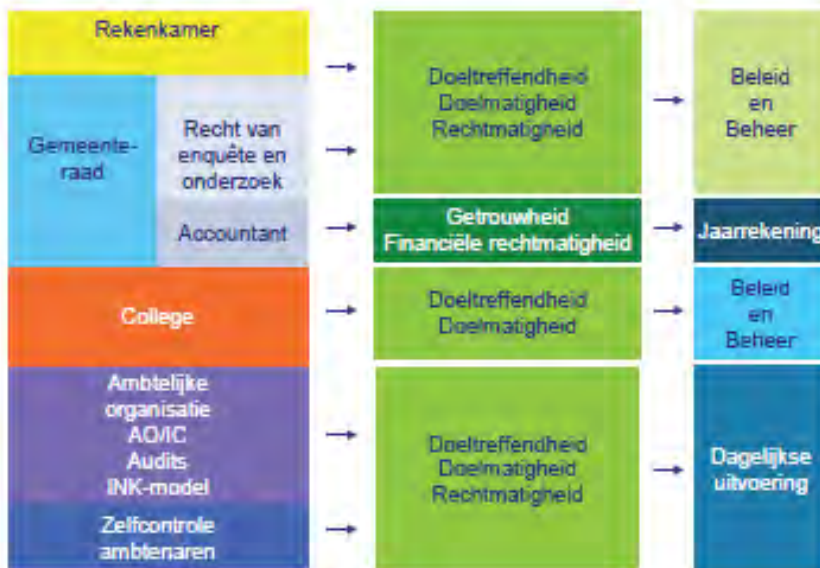 Rekenkamer
Gemeente-
raad
Recht van
enquête en
onderzoek
Accountant
Doeltreffendheid
Doelmatigheid
Rechtmatigheid
Beleid
en
Beheer
Getrouwheid
Financiële rechtmatigheid
Jaarrekening
College
Doeltreffendheid
Doelmatigheid
Beleid
en
Beheer
Ambtelijke
organisatie
AO/IC
Audits
INK-model
Zelfcontrole
ambtenaren
Doeltreffendheid
Doelmatigheid
Rechtmatigheid
Dagelijkse
uitvoering